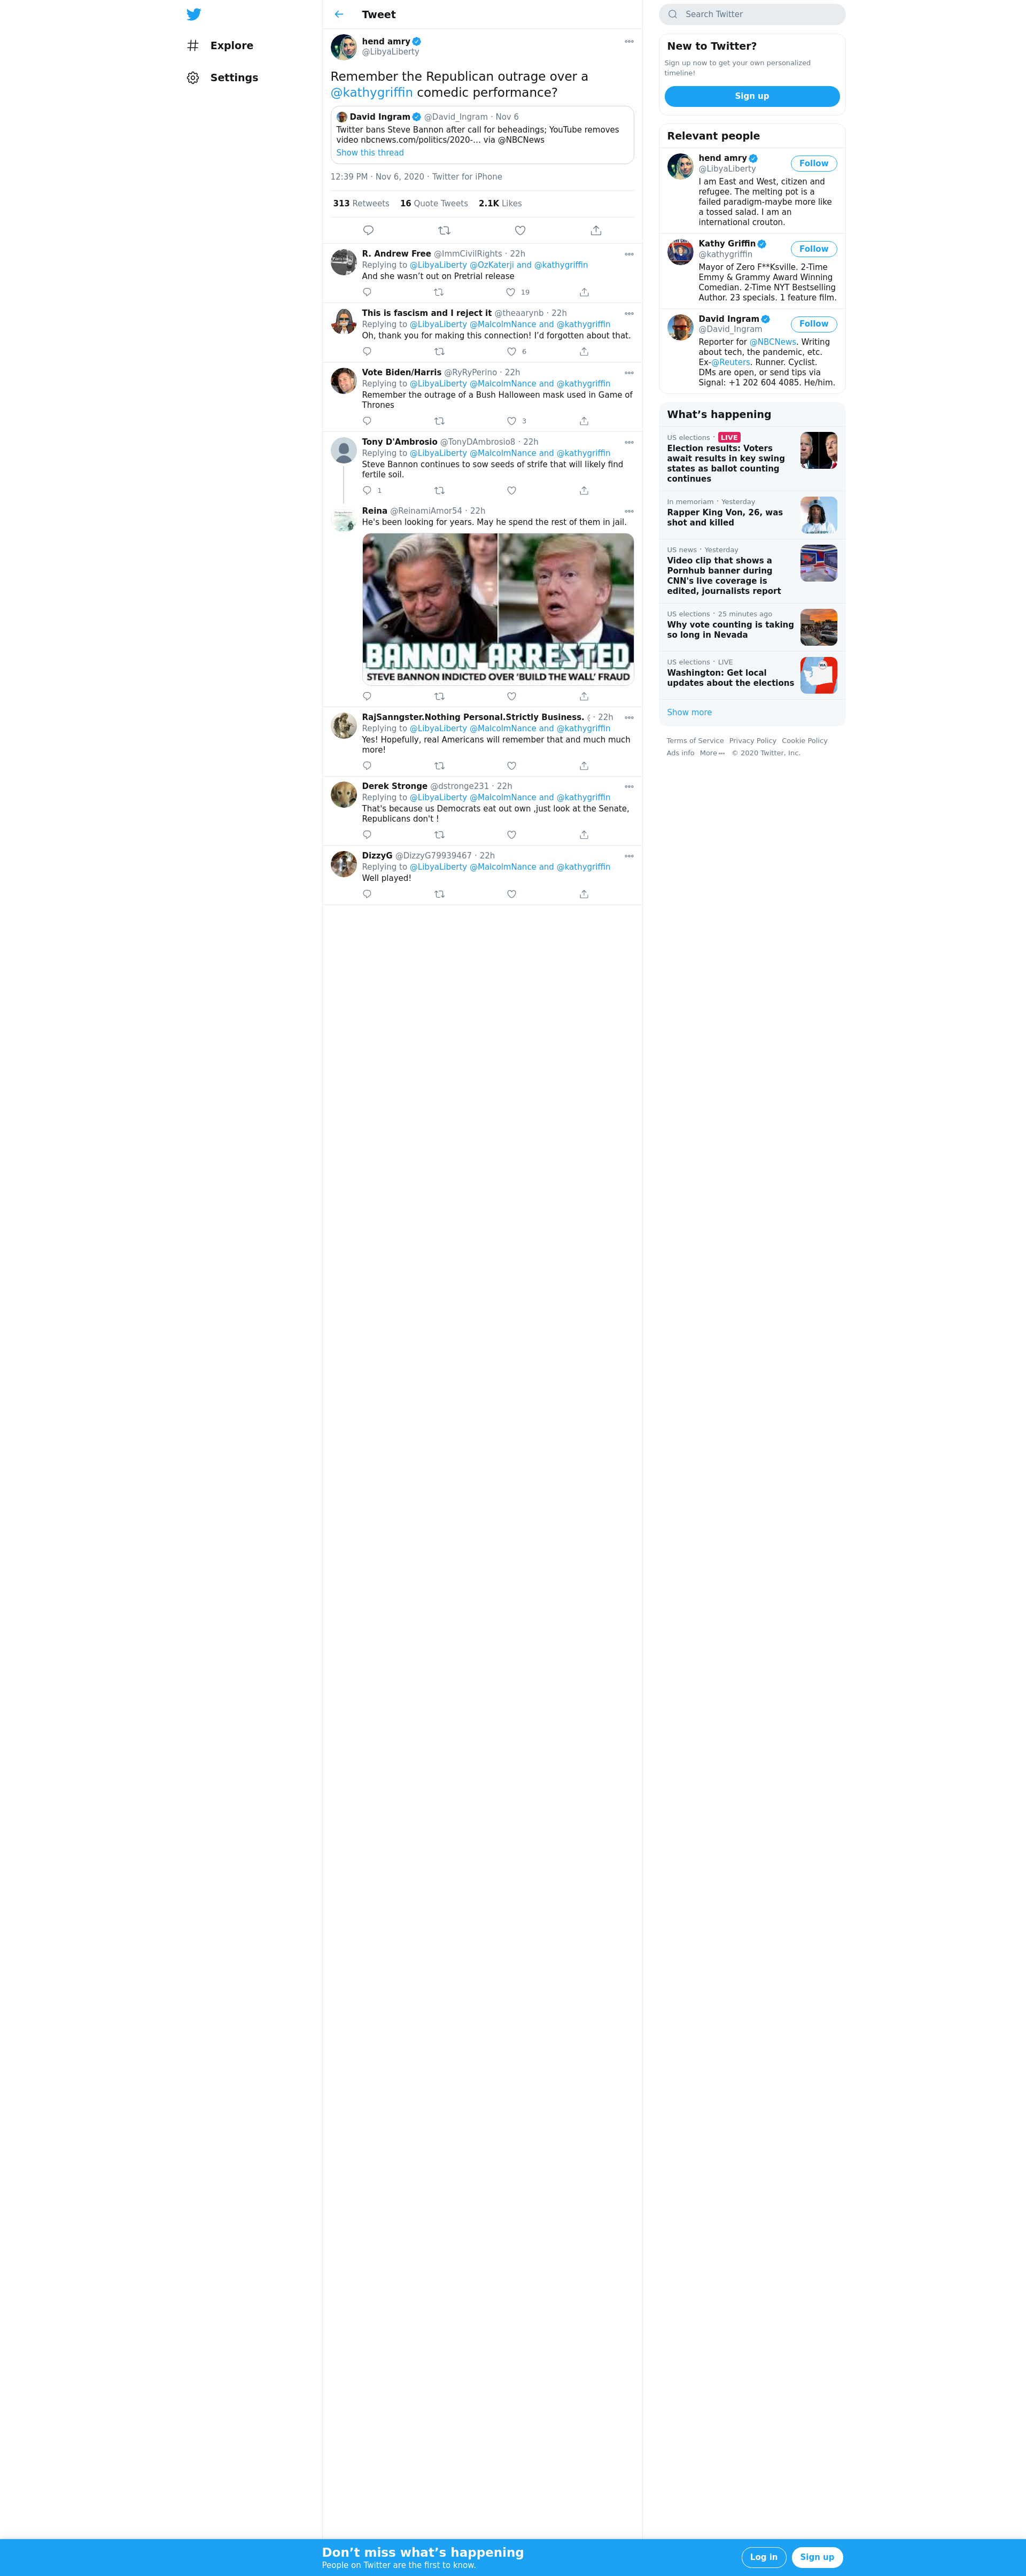 Explore
Settings
Tweet
hend amry
@LibyaLiberty
Remember the Republican outrage over a
@kathygriffin comedic performance?
David Ingram @David_Ingram · Nov 6
Twitter bans Steve Bannon after call for beheadings; YouTube removes
video nbcnews.com/politics/2020-… via @NBCNews
Show this thread
12:39 PM · Nov 6, 2020 · Twitter for iPhone
313 Retweets 16 Quote Tweets 2.1K Likes
R. Andrew Free @ImmCivilRights · 22h
Replying to @LibyaLiberty @OzKaterji and @kathygriffin
And she wasn’t out on Pretrial release
19
This is fascism and I reject it @theaarynb · 22h
Replying to @LibyaLiberty @MalcolmNance and @kathygriffin
Oh, thank you for making this connection! I’d forgotten about that.
6
Vote Biden/Harris @RyRyPerino · 22h
Replying to @LibyaLiberty @MalcolmNance and @kathygriffin
Remember the outrage of a Bush Halloween mask used in Game of
Thrones
3
Tony D'Ambrosio @TonyDAmbrosio8 · 22h
Replying to @LibyaLiberty @MalcolmNance and @kathygriffin
Steve Bannon continues to sow seeds of strife that will likely find
fertile soil.
1
Reina @ReinamiAmor54 · 22h
He's been looking for years. May he spend the rest of them in jail.
BANNON ARRESTED
STEVE BANNON INDICTED OVER ‘BUILD THE WALL’ FRAUD
RajSanngster.Nothing Personal.Strictly Business. · 22h
Replying to @LibyaLiberty @MalcolmNance and @kathygriffin
Yes! Hopefully, real Americans will remember that and much much
more!
Derek Stronge @dstronge231 · 22h
Replying to @LibyaLiberty @MalcolmNance and @kathygriffin
That's because us Democrats eat out own ,just look at the Senate,
Republicans don't !
DizzyG @DizzyG79939467 · 22h
Replying to @LibyaLiberty @MalcolmNance and @kathygriffin
Well played!
Search Twitter
New to Twitter?
Sign up now to get your own personalized
timeline!
Sign up
Relevant people
hend amry
@LibyaLiberty
Follow
I am East and West, citizen and
refugee. The melting pot is a
failed paradigm-maybe more like
a tossed salad. I am an
international crouton.
Kathy Griffin
@kathygriffin
Follow
Mayor of Zero F**Ksville. 2-Time
Emmy & Grammy Award Winning
Comedian. 2-Time NYT Bestselling
Author. 23 specials. 1 feature film.
David Ingram
@David_Ingram
Follow
Reporter for @NBCNews. Writing
about tech, the pandemic, etc.
Ex-@Reuters. Runner. Cyclist.
DMs are open, or send tips via
Signal: +1 202 604 4085. He/him.
What’s happening
US elections · LIVE
Election results: Voters
await results in key swing
states as ballot counting
continues
In memoriam · Yesterday
Rapper King Von, 26, was
shot and killed
US news · Yesterday
Video clip that shows a
Pornhub banner during
CNN's live coverage is
edited, journalists report
US elections · 25 minutes ago
Why vote counting is taking
so long in Nevada
US elections · LIVE
Washington: Get local
updates about the elections
Show more
Terms of Service Privacy Policy Cookie Policy
Ads info More © 2020 Twitter, Inc.
Don’t miss what’s happening
People on Twitter are the first to know.
Log in
Sign up